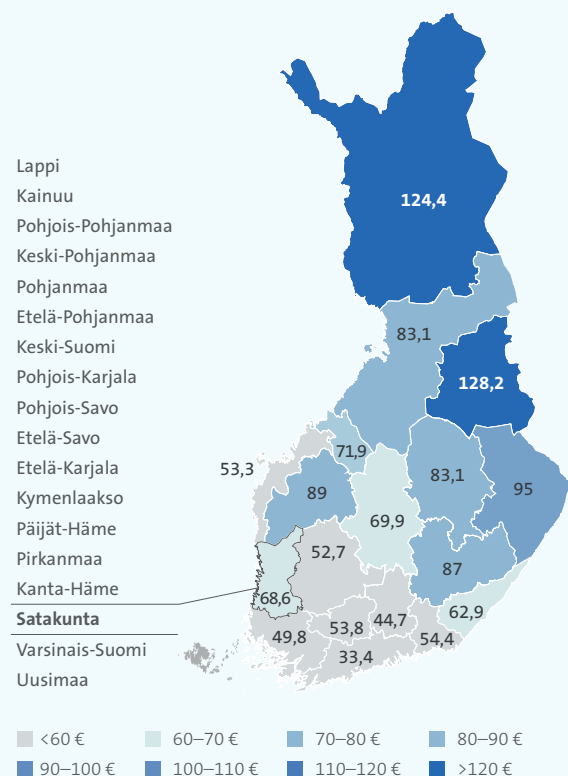 Lappi
Kainuu
Pohjois-Pohjanmaa
Keski-Pohjanmaa
Pohjanmaa
Etelä-Pohjanmaa
Keski-Suomi
Pohjois-Karjala
Pohjois-Savo
Etelä-Savo
Etelä-Karjala
Kymenlaakso
Päijät-Häme
Pirkanmaa
Kanta-Häme
Satakunta
Varsinais-Suomi
Uusimaa
124,4
83,1
128,2
71,9
53,3
83,1
89
95
69,9
52,7
87
68,6
62,9
44,7
53,8
49,8
54,4
33,4
<60 €
60–70 €
70–80 €
80–90 €
90–100 €
100–110 €
110–120 €
>120 €